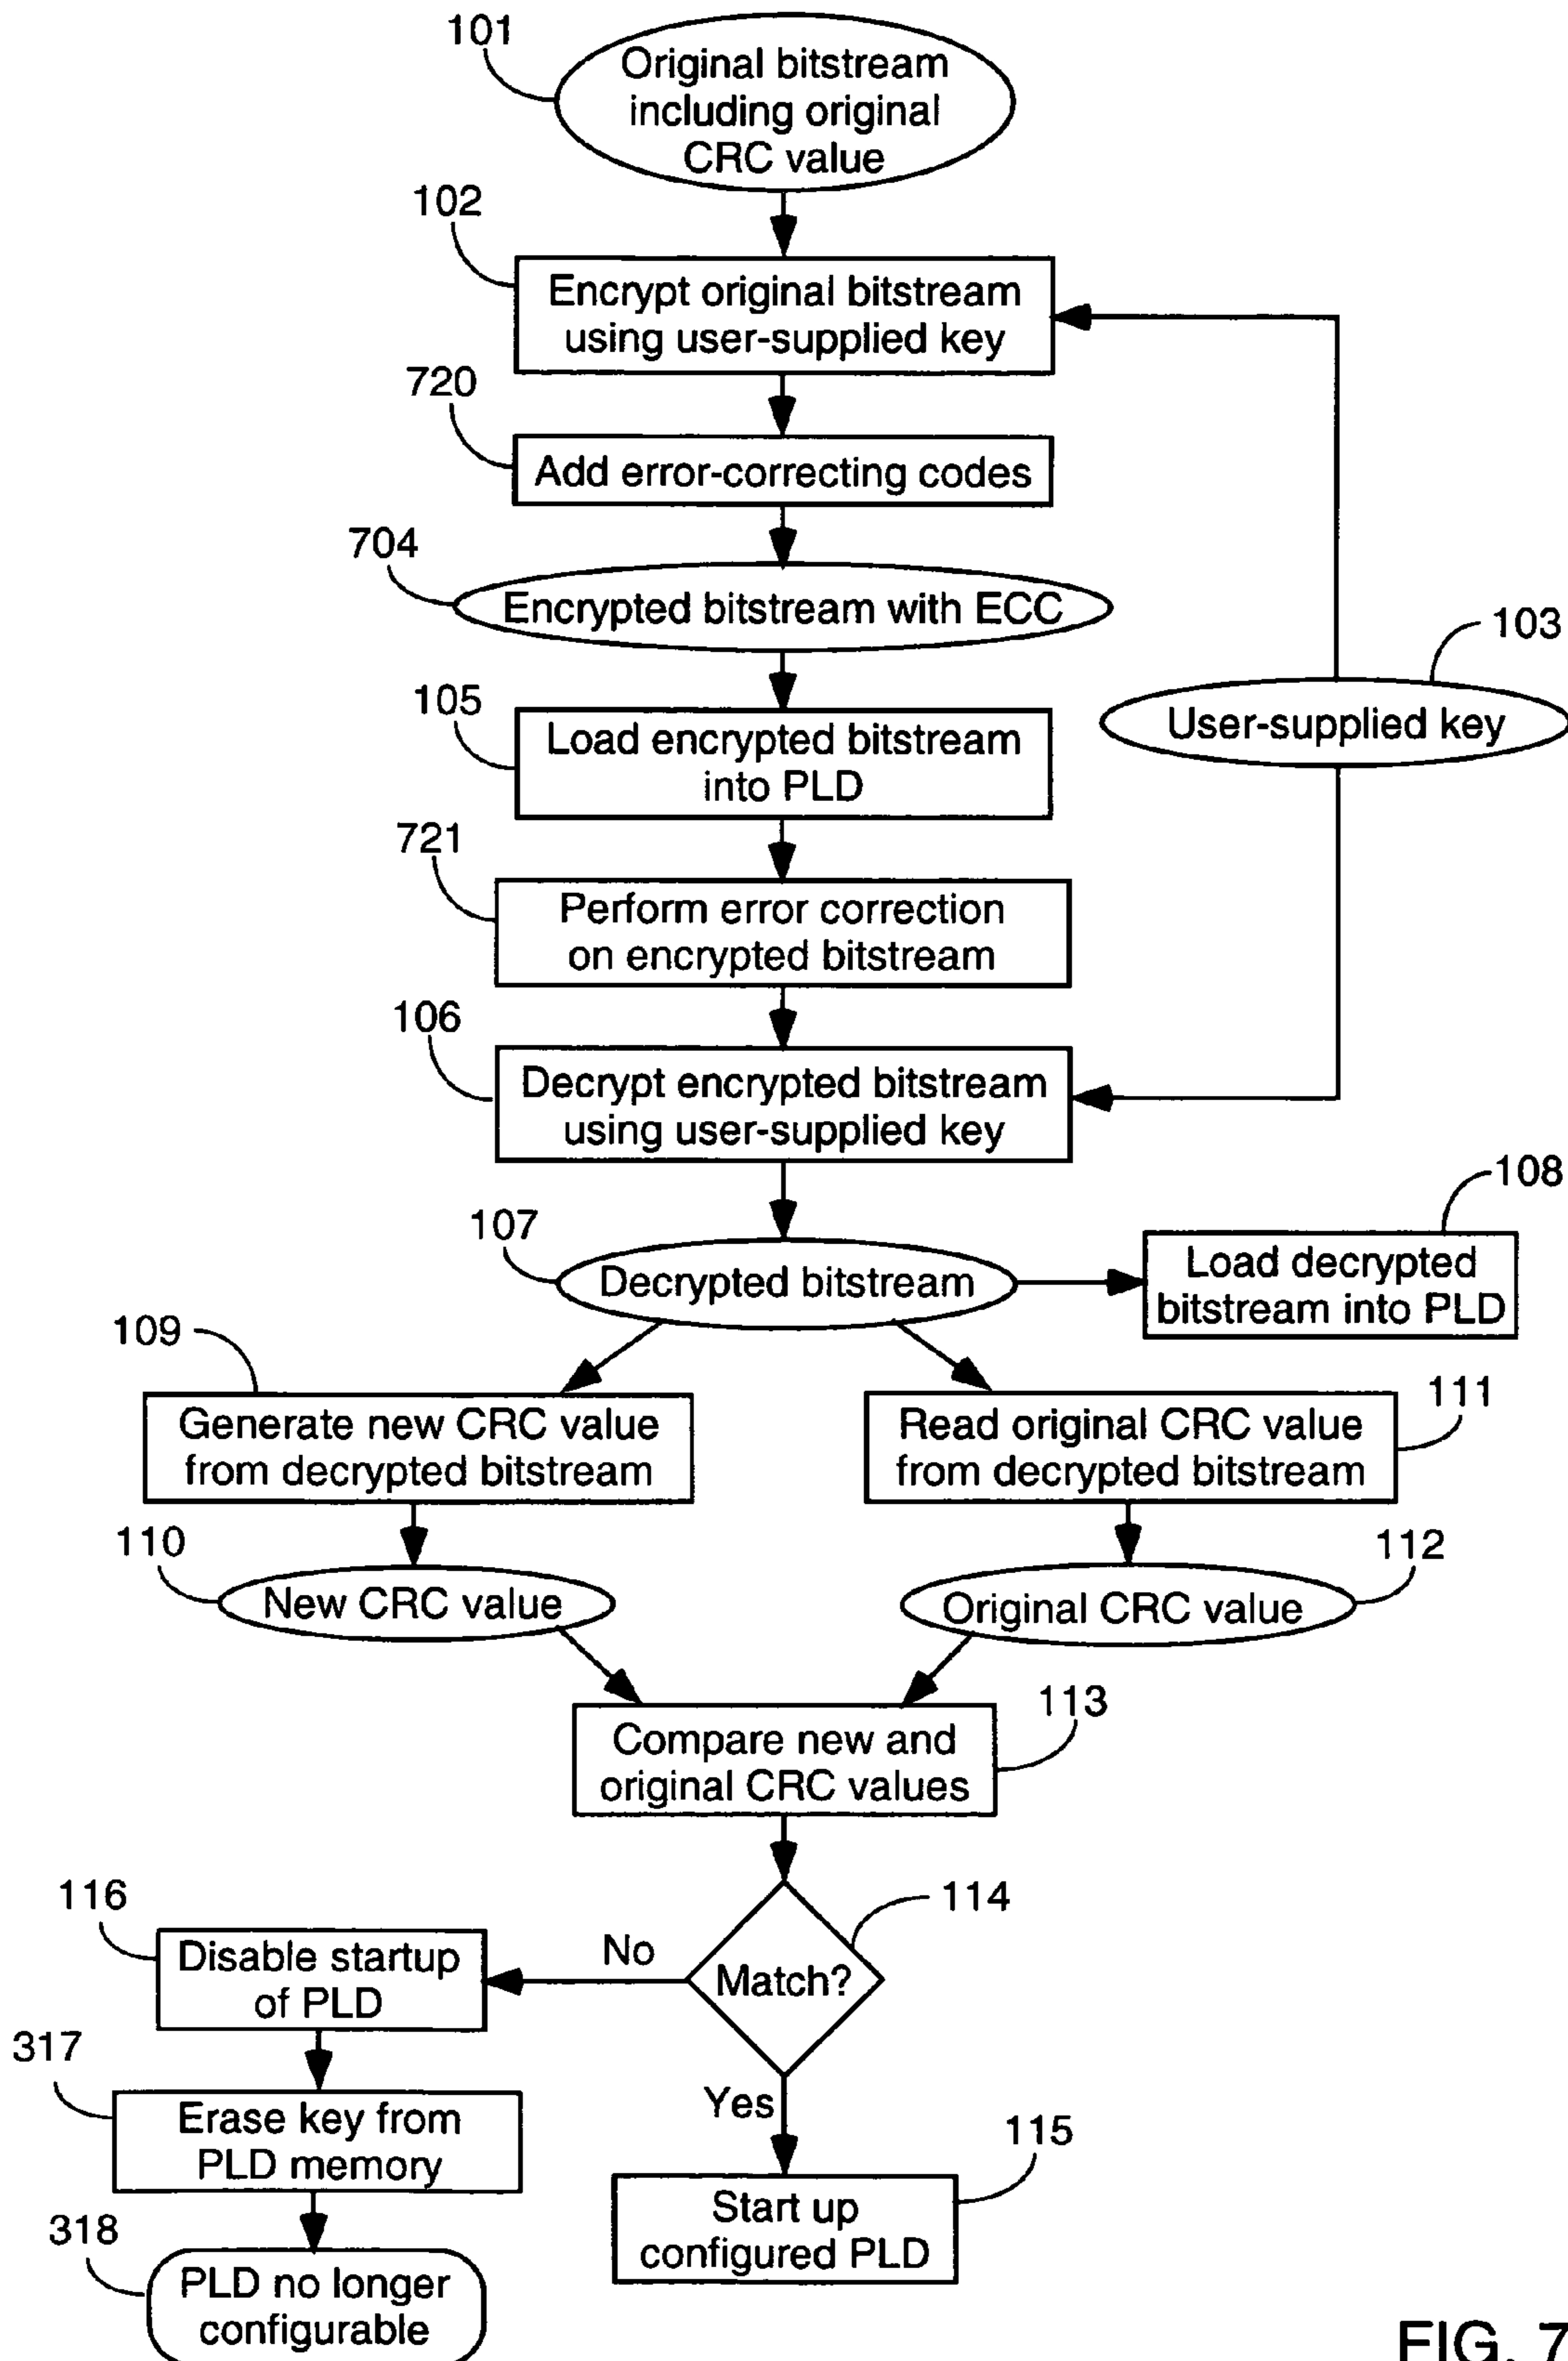 101
Original bitstream
including original
CRC value
102
Encrypt original bitstream
using user-supplied key
720
Add error-correcting codes
704
Encrypted bitstream with ECC
103
User-supplied key
105
Load encrypted bitstream
into PLD
721
Perform error correction
on encrypted bitstream
106
Decrypt encrypted bitstream
using user-supplied key
107
Decrypted bitstream
108
Load decrypted
bitstream into PLD
109
Generate new CRC value
from decrypted bitstream
111
Read original CRC value
from decrypted bitstream
110
New CRC value
112
Original CRC value
113
Compare new and
original CRC values
114
Match?
No
116
Disable startup
of PLD
317
Erase key from
PLD memory
Yes
115
Start up
configured PLD
318
PLD no longer
configurable
FIG. 7